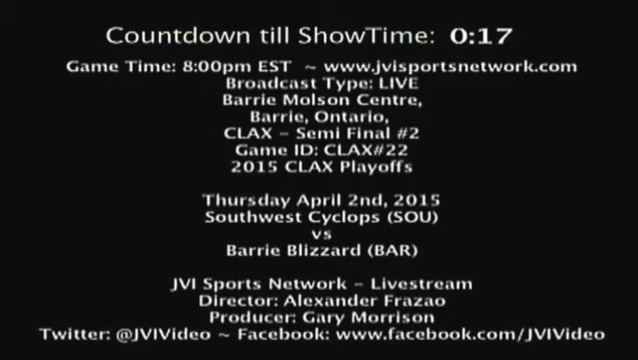 Countdown till ShowTime: 0:17
Game Time: 8:00pm EST ~ www.jvisportsnetwork.com
Broadcast Type: LIVE
Barrie Molson Centre,
Barrie, Ontario,
CLAX - Semi Final #2
Game ID: CLAX#22
2015 CLAX Playoffs
Thursday April 2nd, 2015
Southwest Cyclops (SOU)
vs
Barrie Blizzard (BAR)
JVI Sports Network - Livestream
Director: Alexander Frazao
Producer: Gary Morrison
Twitter: @JVIVideo ~ Facebook: www.facebook.com/JVIVideo